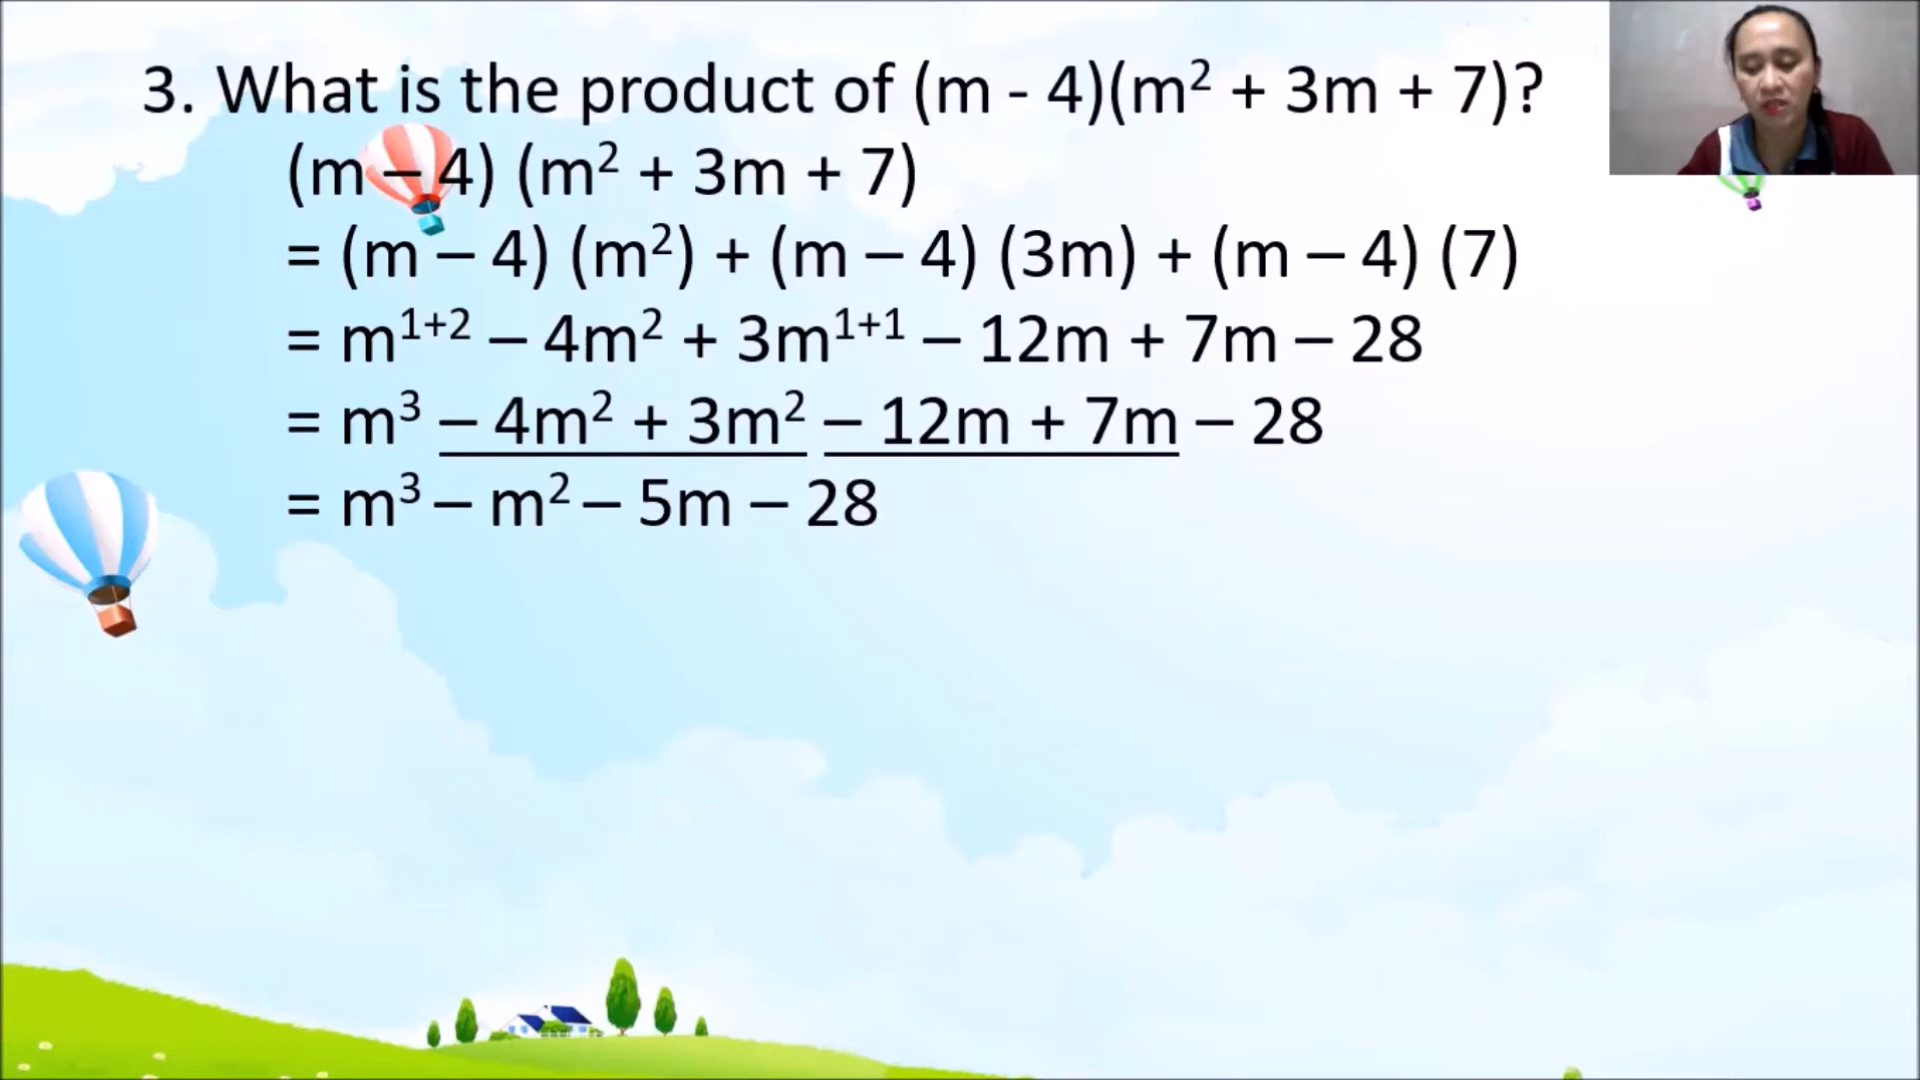 3. What is the product of (m - 4)(m² + 3m + 7)?
(m – 4) (m² + 3m + 7)
= (m – 4) (m²) + (m – 4) (3m) + (m – 4) (7)
= m¹⁺² – 4m² + 3m¹⁺¹ – 12m + 7m – 28
= m³ – 4m² + 3m² – 12m + 7m – 28
= m³ – m² – 5m – 28